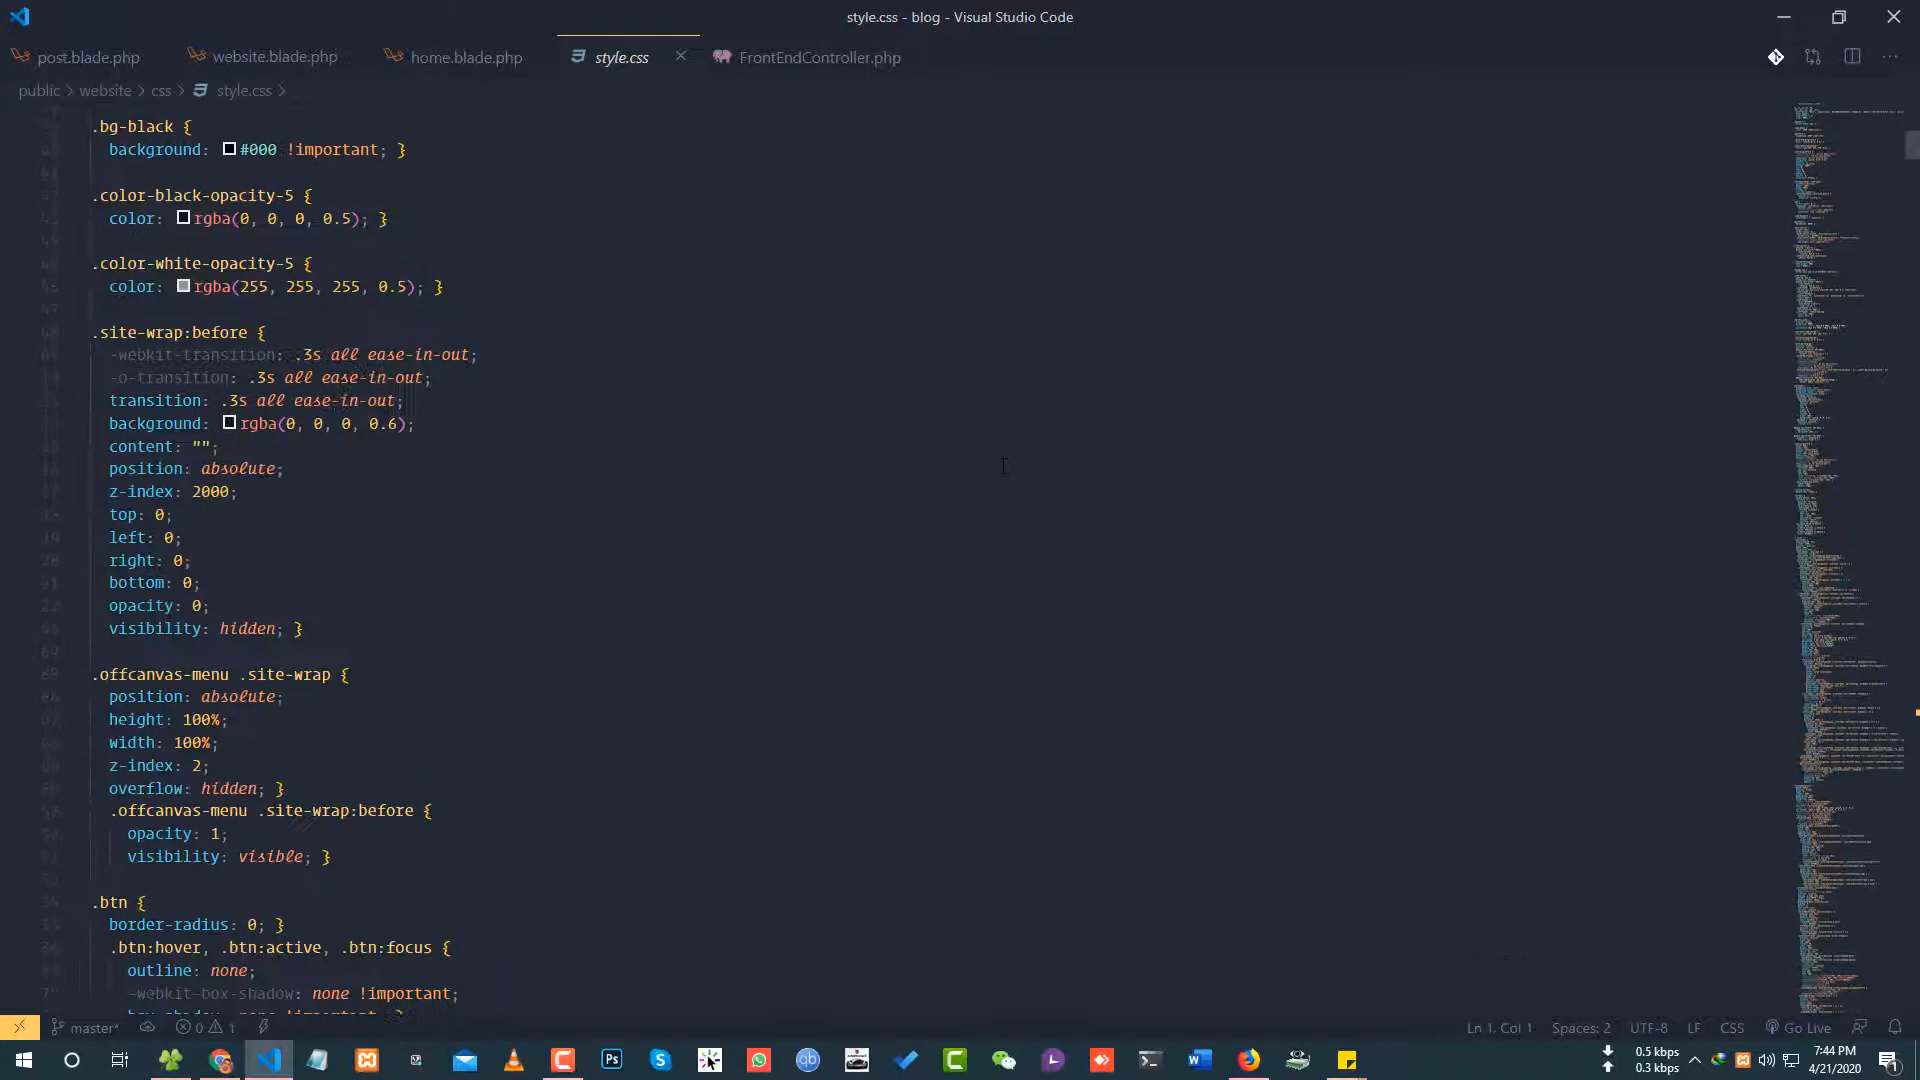 style.css - blog - Visual Studio Code
post.blade.php
website.blade.php
home.blade.php
style.css
FrontEndController.php
public > website > css > style.css >
.bg-black {
background: #000 !important; }
.color-black-opacity-5 {
color: rgba(0, 0, 0, 0.5); }
.color-white-opacity-5 {
color: rgba(255, 255, 255, 0.5); }
.site-wrap:before {
-webkit-transition: .3s all ease-in-out;
-o-transition: .3s all ease-in-out;
transition: .3s all ease-in-out;
background: rgba(0, 0, 0, 0.6);
content: "";
position: absolute;
z-index: 2000;
top: 0;
left: 0;
right: 0;
bottom: 0;
opacity: 0;
visibility: hidden; }
.offcanvas-menu .site-wrap {
position: absolute;
height: 100%;
width: 100%;
z-index: 2;
overflow: hidden; }
.offcanvas-menu .site-wrap:before {
opacity: 1;
visibility: visible; }
.btn {
border-radius: 0; }
.btn:hover, .btn:active, .btn:focus {
outline: none;
-webkit-box-shadow: none !important;
master*
0
1
Ln 1, Col 1
Spaces: 2
UTF-8
LF
CSS
Go Live
Ps
qb
0.5 kbps
0.3 kbps
7:44 PM
4/21/2020